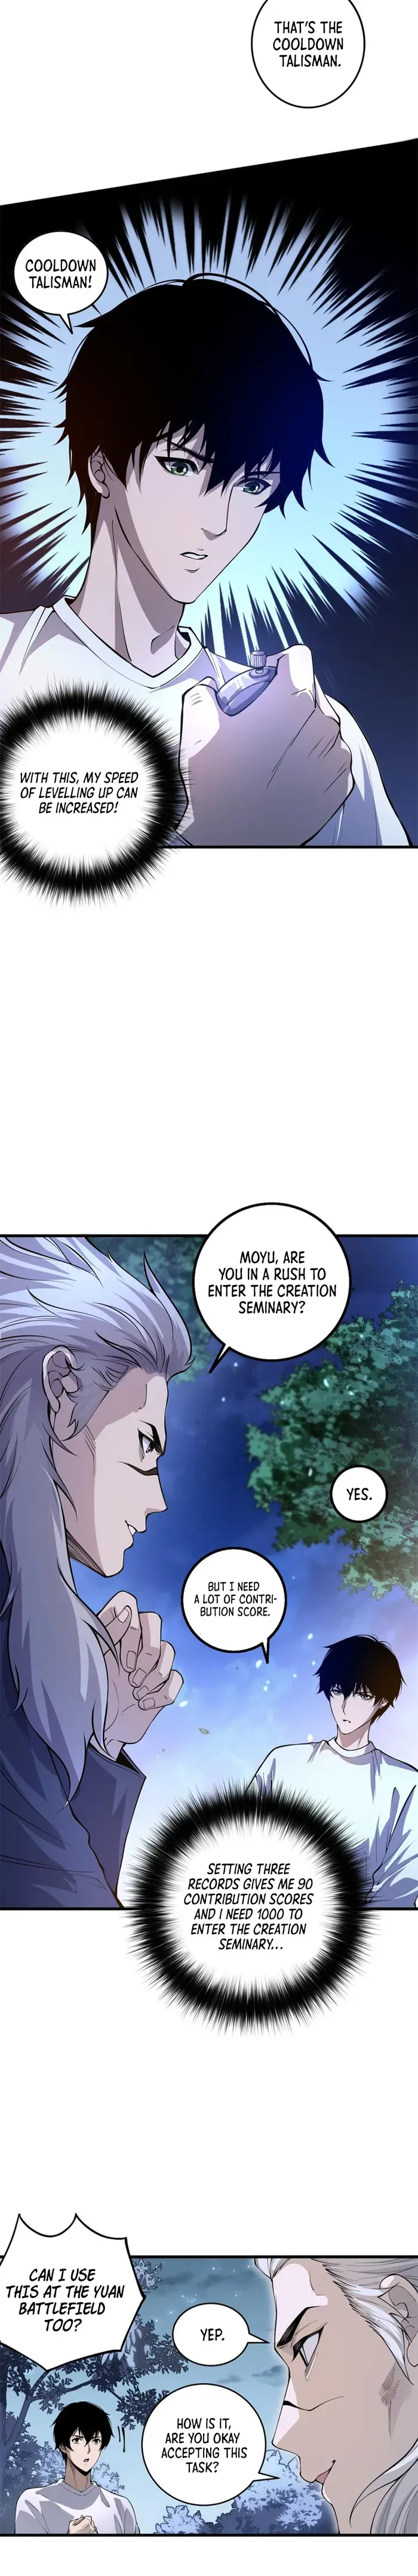 THAT'S THE
COOLDOWN
TALISMAN.
COOLDOWN
TALISMAN!
WITH THIS, MY SPEED
OF LEVELLING UP CAN
BE INCREASED!
MOYU, ARE
YOU IN A RUSH TO
ENTER THE CREATION
SEMINARY?
YES.
BUT I NEED
A LOT OF CONTRI-
BUTION SCORE.
SETTING THREE
RECORDS GIVES ME 90
CONTRIBUTION SCORES
AND I NEED 1000 TO
ENTER THE CREATION
SEMINARY...
CAN I USE
THIS AT THE YUAN
BATTLEFIELD
TOO?
YEP.
HOW IS IT,
ARE YOU OKAY
ACCEPTING THIS
TASK?